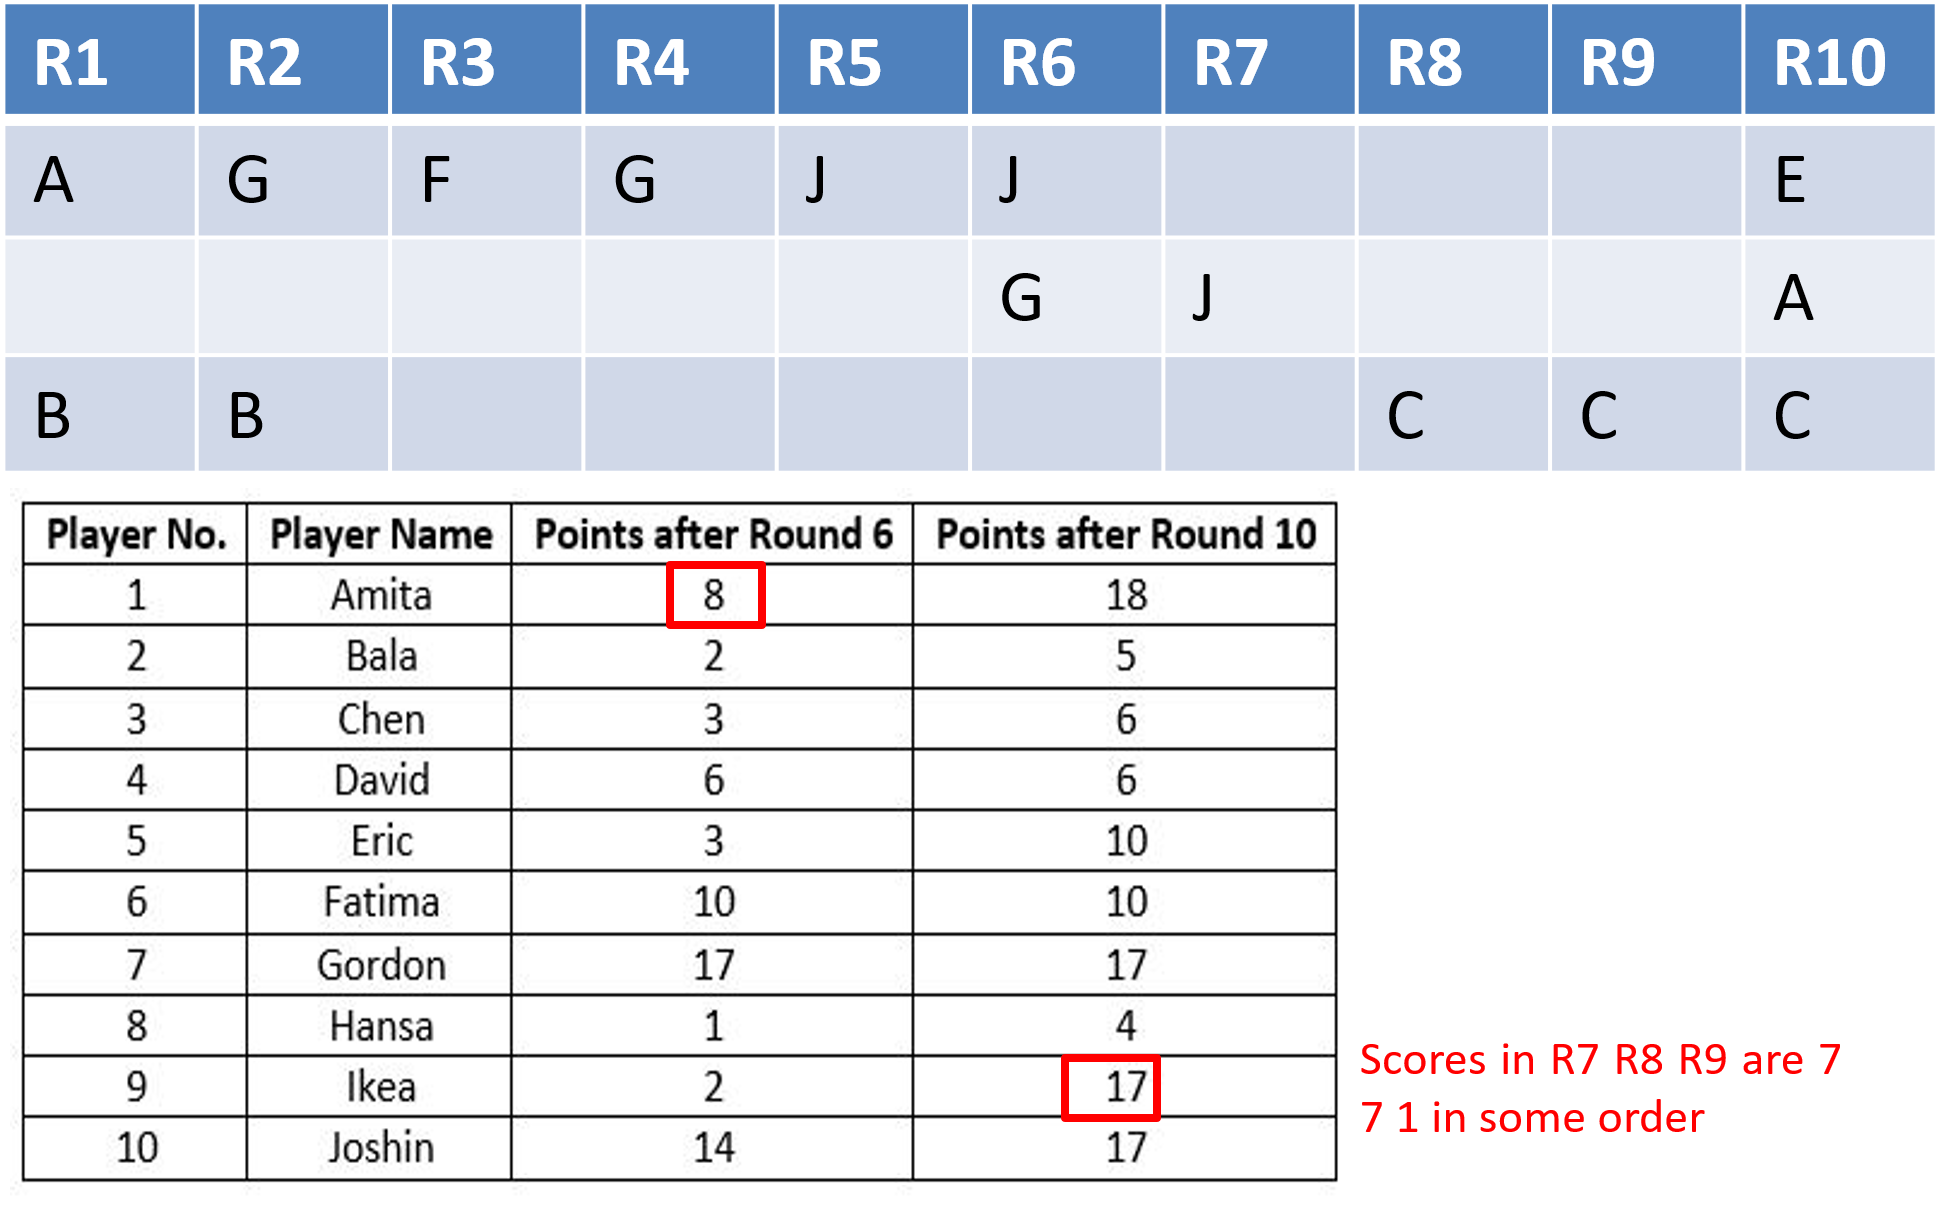 R1 R2 R3 R4 R5 R6 R7 R8 R9 R10
A G F G J J E
G J A
B B C C C
Player No. Player Name Points after Round 6 Points after Round 10
1 Amita 8 18
2 Bala 2 5
3 Chen 3 6
4 David 6 6
5 Eric 3 10
6 Fatima 10 10
7 Gordon 17 17
8 Hansa 1 4
9 Ikea 2 17
10 Joshin 14 17
Scores in R7 R8 R9 are 7
7 1 in some order